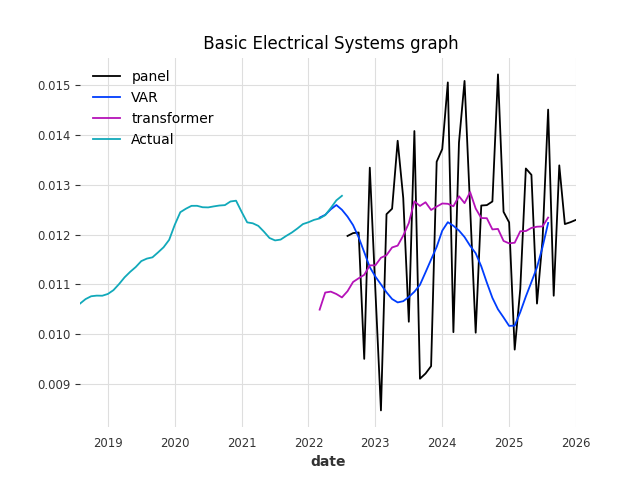 Basic Electrical Systems graph
panel
VAR
transformer
Actual
0.015
0.014
0.013
0.012
0.011
0.010
0.009
2019 2020 2021 2022 2023 2024 2025 2026
date